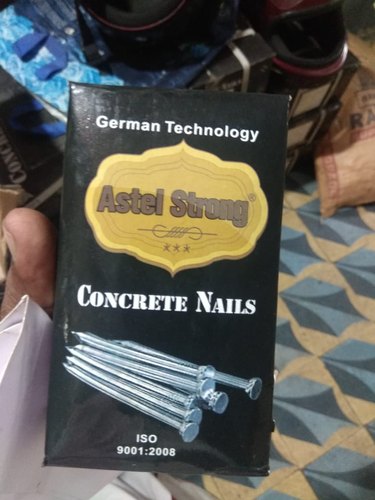 German Technology
Astel Strong®
CONCRETE NAILS
ISO
9001:2008